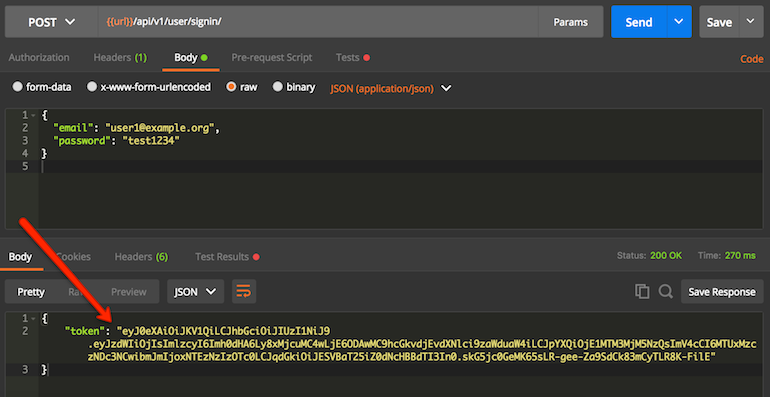 POST {{url}}/api/v1/user/signin/ Params Send Save
Authorization Headers (1) Body Pre-request Script Tests Code
form-data x-www-form-urlencoded raw binary JSON (application/json)
1 {
2 "email": "user1@example.org",
3 "password": "test1234"
4 }
5
Body Cookies Headers (6) Test Results Status: 200 OK Time: 270 ms
Pretty Preview JSON Save Response
1 {
2 "token": "eyJ0eXAiOiJKV1QiLCJhbGciOiJIUzI1NiJ9
.eyJzdWIiOjIsImlzcyI6Imh0dHA6Ly8xMjcuMC4wLjE6ODAwMC9hcGkvdjEvdXNlci9zaWduaW4iLCJpYXQiOjE1MTM3MjM5NzQsImV4cCI6MTUxMzcz
czNDc3NCwibmJmIjoxNTEzNzIzOTc0LCJqdGkiOiJESVBaT25iZ0dNcHBBdTI3In0.skG5jc0GeMK65sLR-gee-Za9SdCk83mCyTLR8K-FilE"
3 }